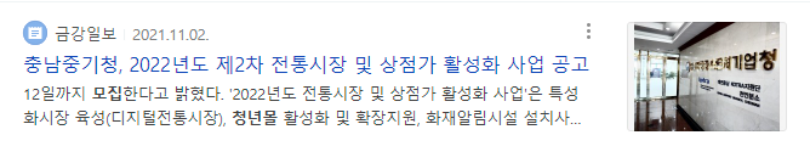 금강일보 2021.11.02.
충남중기청, 2022년도 제2차 전통시장 및 상점가 활성화 사업 공고
12일까지 모집한다고 밝혔다. '2022년도 전통시장 및 상점가 활성화 사업'은 특성
화시장 육성(디지털전통시장), 청년몰 활성화 및 확장지원, 화재알림시설 설치사...
기업청